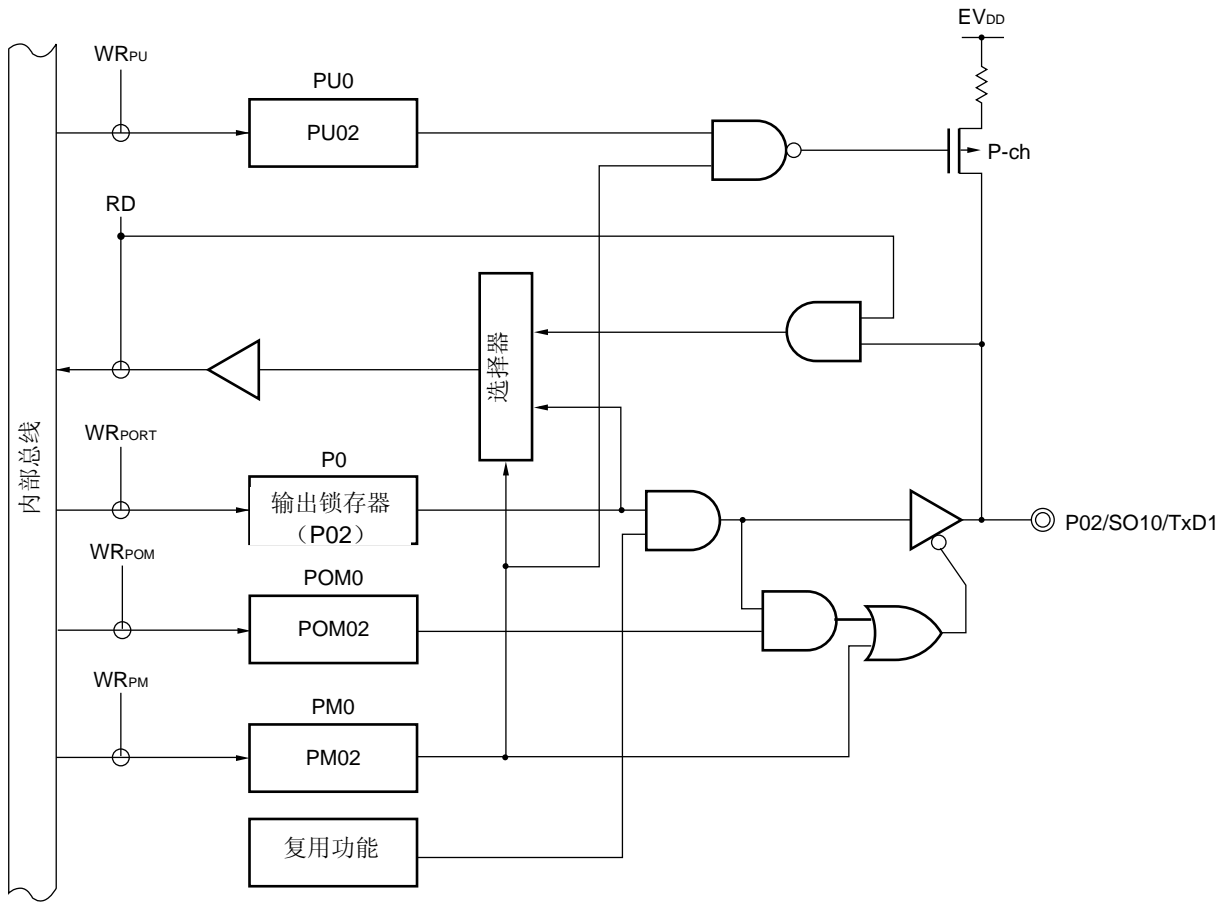 EVDD
WRPU
PU0
PU02
P-ch
RD
选择器
内部总线
WRPORT
P0
输出锁存器
（P02）
P02/SO10/TxD1
WRPOM
POM0
POM02
WRPM
PM0
PM02
复用功能